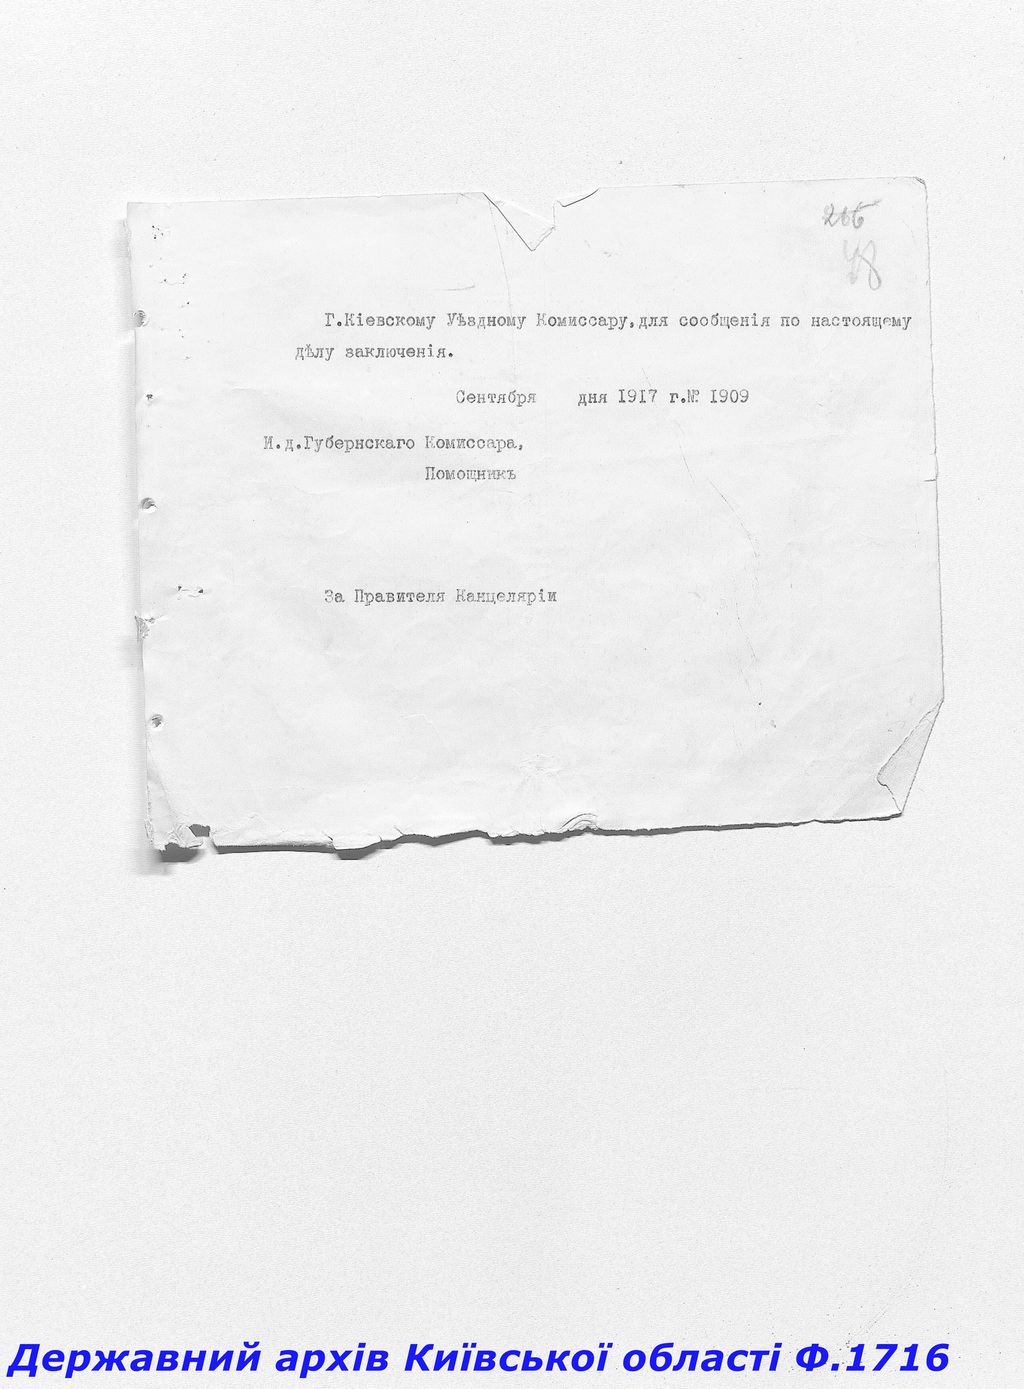 48
Г.Кіевскому Уѣздному Комиссару,для сообщенія по настоящему
дѣлу заключенія.
Сентября дня 1917 г.№ 1909
И.д.Губернскаго Комиссара,
Помощникъ
За Правителя Канцеляріи
Державний архів Київської області Ф.1716